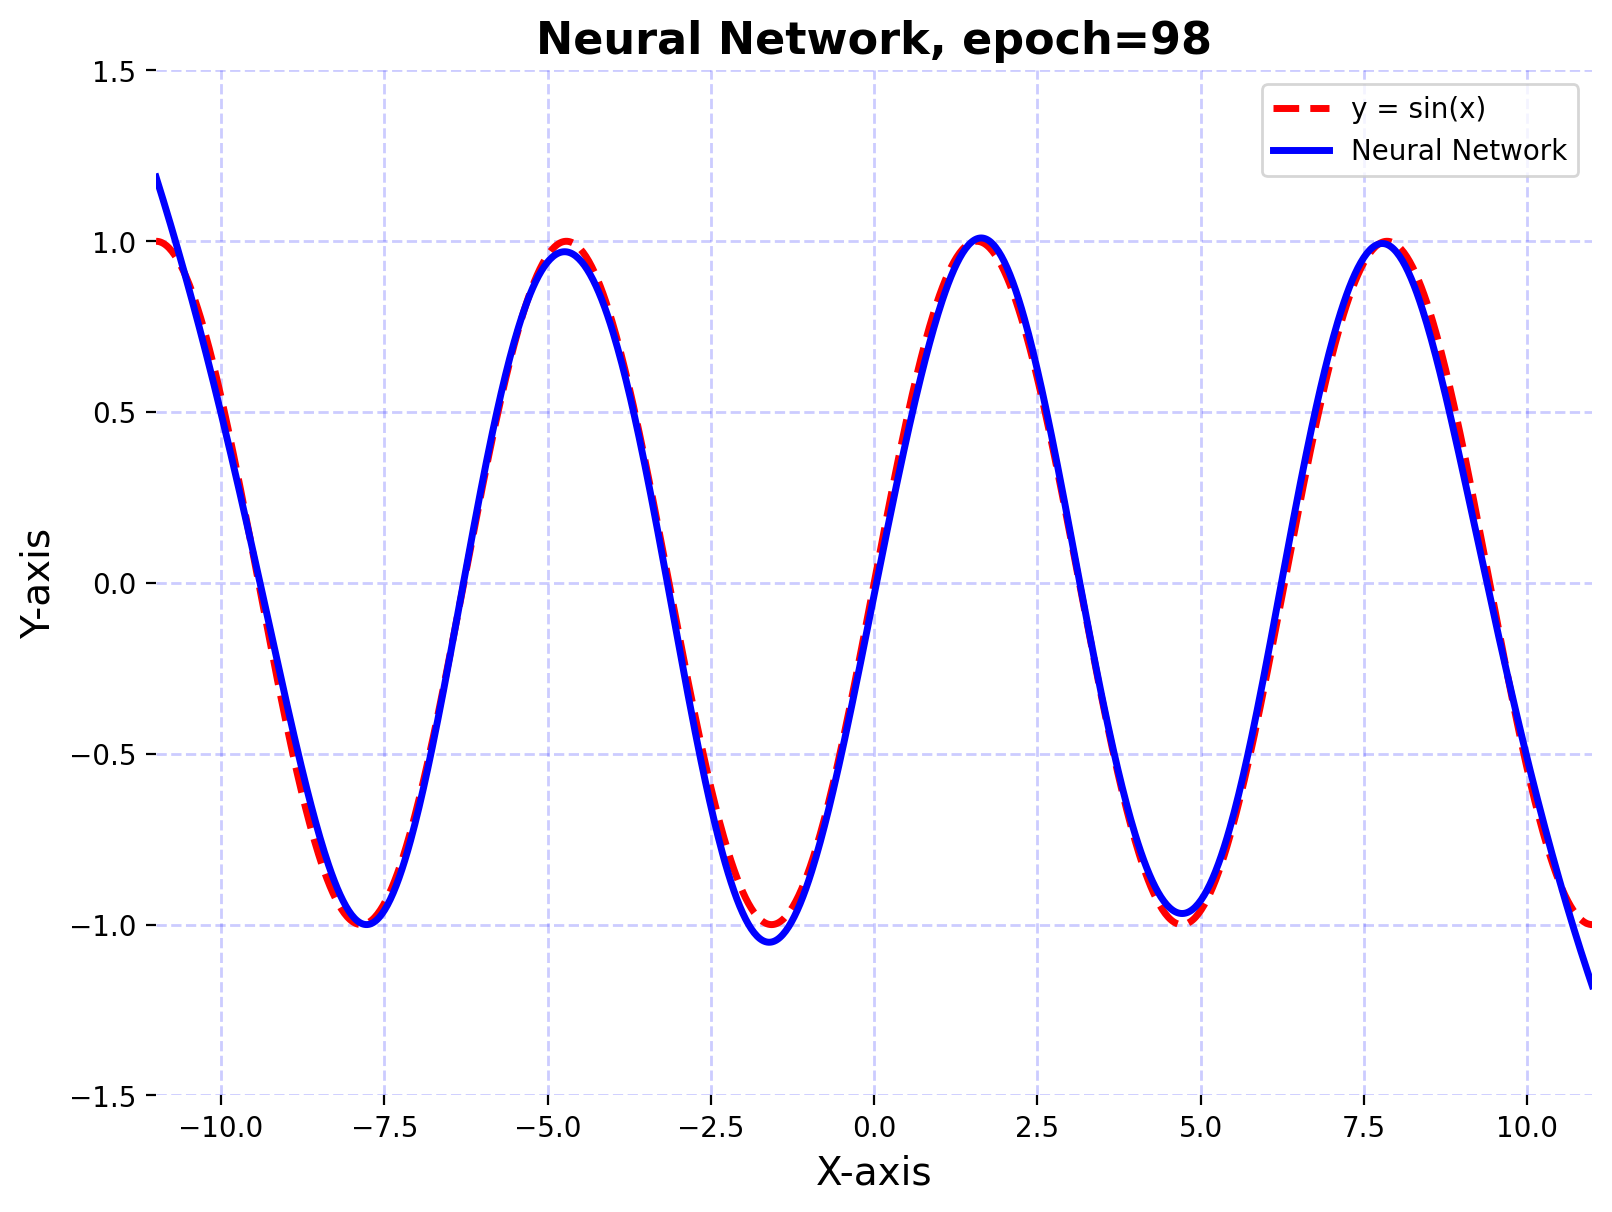 Neural Network, epoch=98
y = sin(x)
Neural Network
1.5
1.0
0.5
0.0
−0.5
−1.0
−1.5
Y-axis
−10.0 −7.5 −5.0 −2.5 0.0 2.5 5.0 7.5 10.0
X-axis